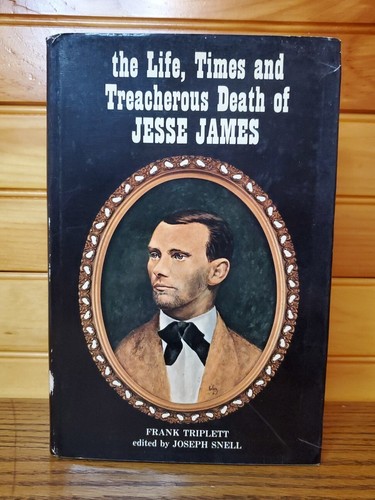 the Life, Times and
Treacherous Death of
JESSE JAMES
FRANK TRIPLETT
edited by JOSEPH SNELL